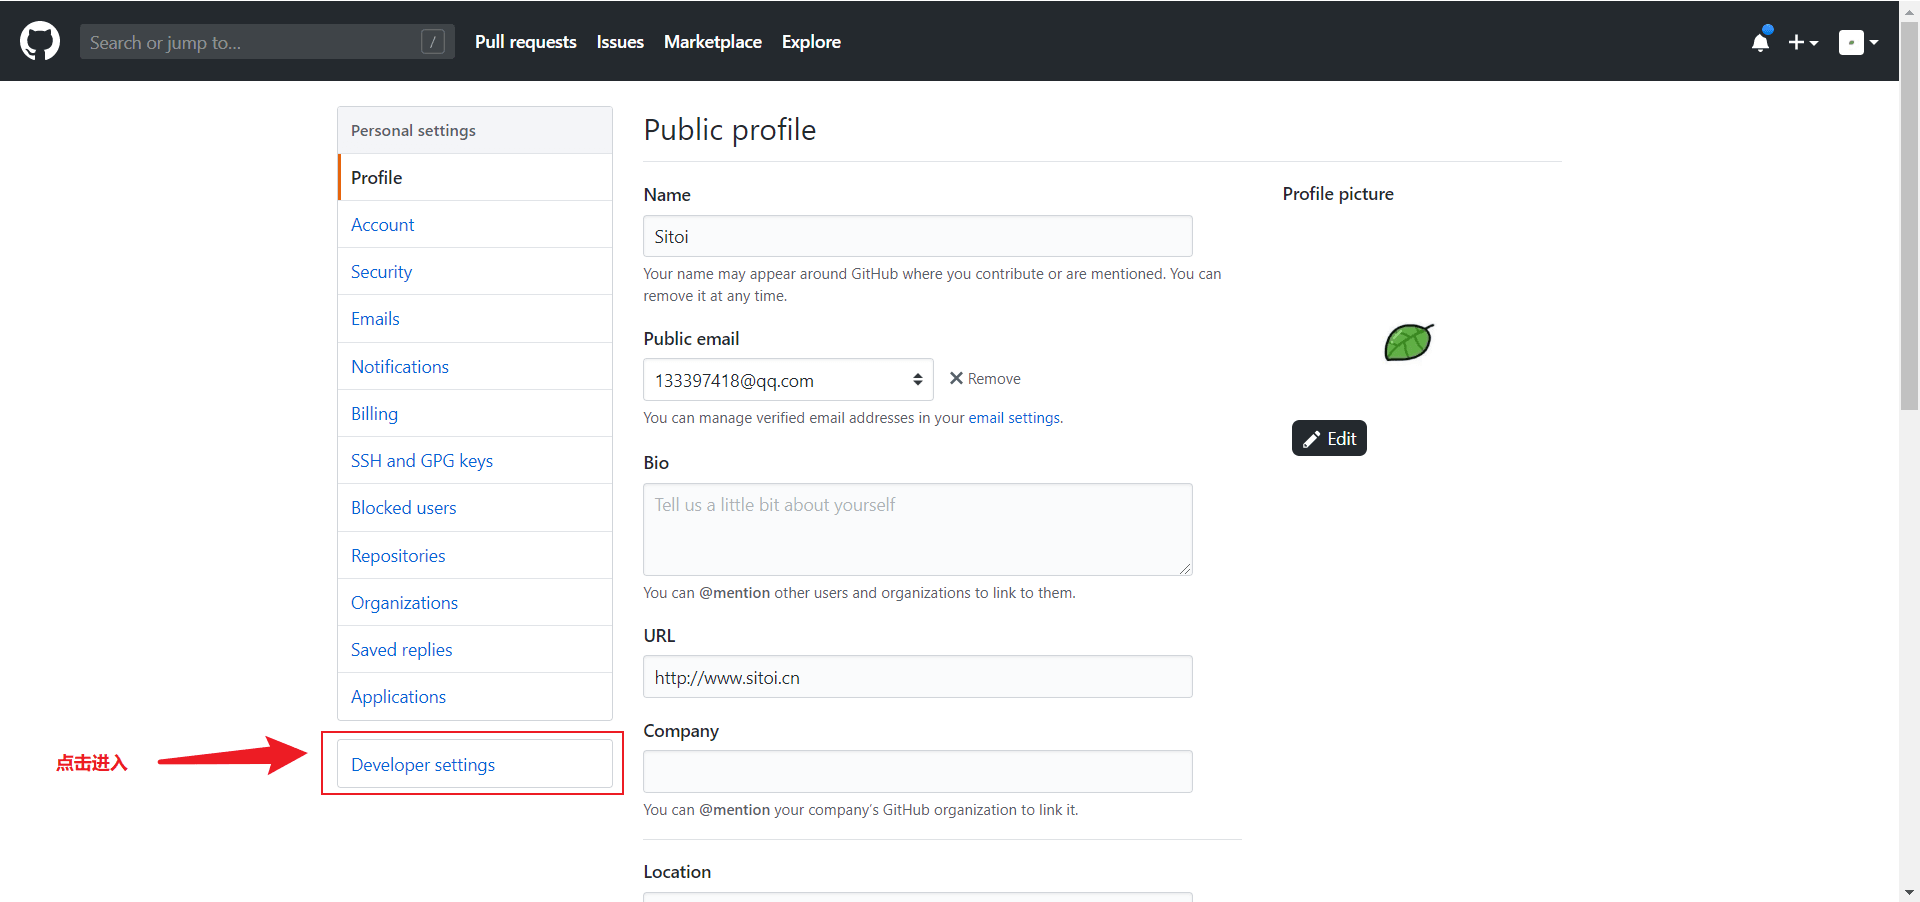 Search or jump to...
/
Pull requests
Issues
Marketplace
Explore
Personal settings
Profile
Account
Security
Emails
Notifications
Billing
SSH and GPG keys
Blocked users
Repositories
Organizations
Saved replies
Applications
点击进入
Developer settings
Public profile
Name
Sitoi
Your name may appear around GitHub where you contribute or are mentioned. You can
remove it at any time.
Public email
133397418@qq.com
Remove
You can manage verified email addresses in your email settings.
Bio
Tell us a little bit about yourself
You can @mention other users and organizations to link to them.
URL
http://www.sitoi.cn
Company
You can @mention your company's GitHub organization to link it.
Location
Profile picture
Edit